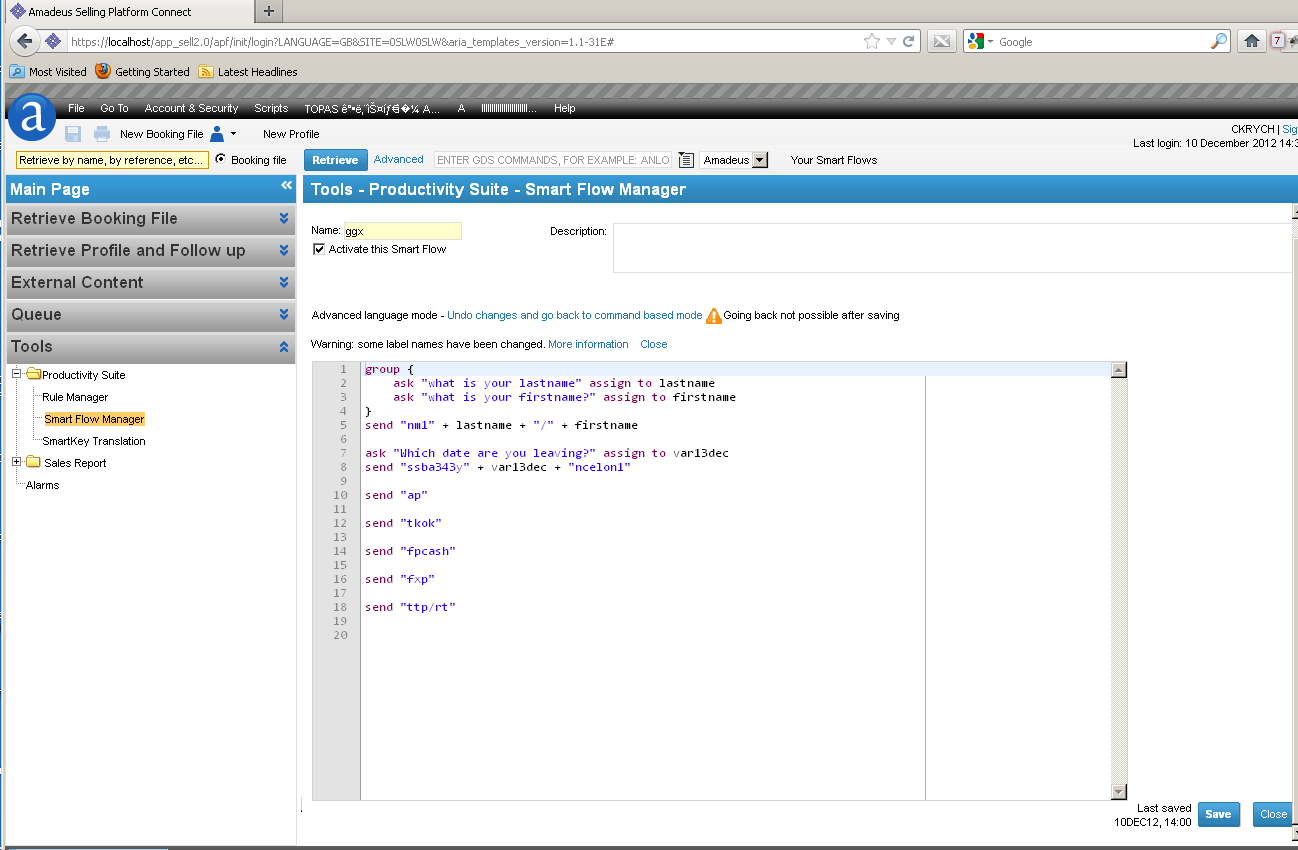 Amadeus Selling Platform Connect
https://localhost/app_sell2.0/apf/init/login?LANGUAGE=GB&SITE=0SLW0SLW&aria_templates_version=1.1-31E#
Google
7
Most Visited
Getting Started
Latest Headlines
a
File
Go To
Account & Security
Scripts
TOPAS
A
Help
New Booking File
New Profile
CKRYCH | Sig
Last login: 10 December 2012 14:3
Retrieve by name, by reference, etc...
Booking file
Retrieve
Advanced
ENTER GDS COMMANDS, FOR EXAMPLE: ANLO
Amadeus
Your Smart Flows
Main Page
Retrieve Booking File
Retrieve Profile and Follow up
External Content
Queue
Tools
Productivity Suite
Rule Manager
Smart Flow Manager
SmartKey Translation
Sales Report
Alarms
Tools - Productivity Suite - Smart Flow Manager
Name: ggx
Description:
Activate this Smart Flow
Advanced language mode - Undo changes and go back to command based mode Going back not possible after saving
Warning: some label names have been changed. More information Close
1 group {
2 ask "what is your lastname" assign to lastname
3 ask "what is your firstname?" assign to firstname
4 }
5 send "nm1" + lastname + "/" + firstname
6
7 ask "Which date are you leaving?" assign to var13dec
8 send "ssba343y" + var13dec + "ncelon1"
9
10 send "ap"
11
12 send "tkok"
13
14 send "fpcash"
15
16 send "fxp"
17
18 send "ttp/rt"
19
20
Last saved
10DEC12, 14:00
Save
Close